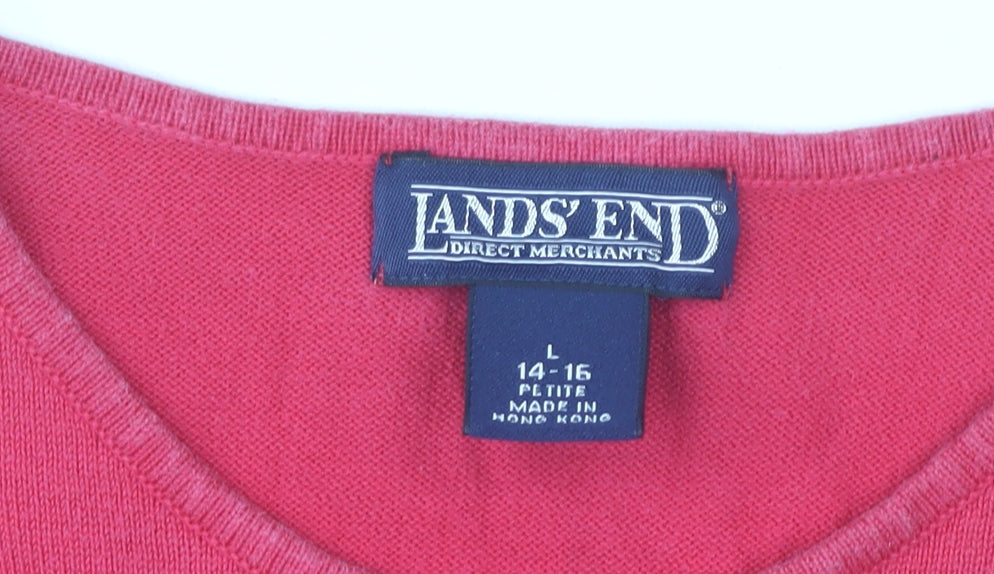 LANDS' END®
DIRECT MERCHANTS
L
14-16
PETITE
MADE IN
HONG KONG